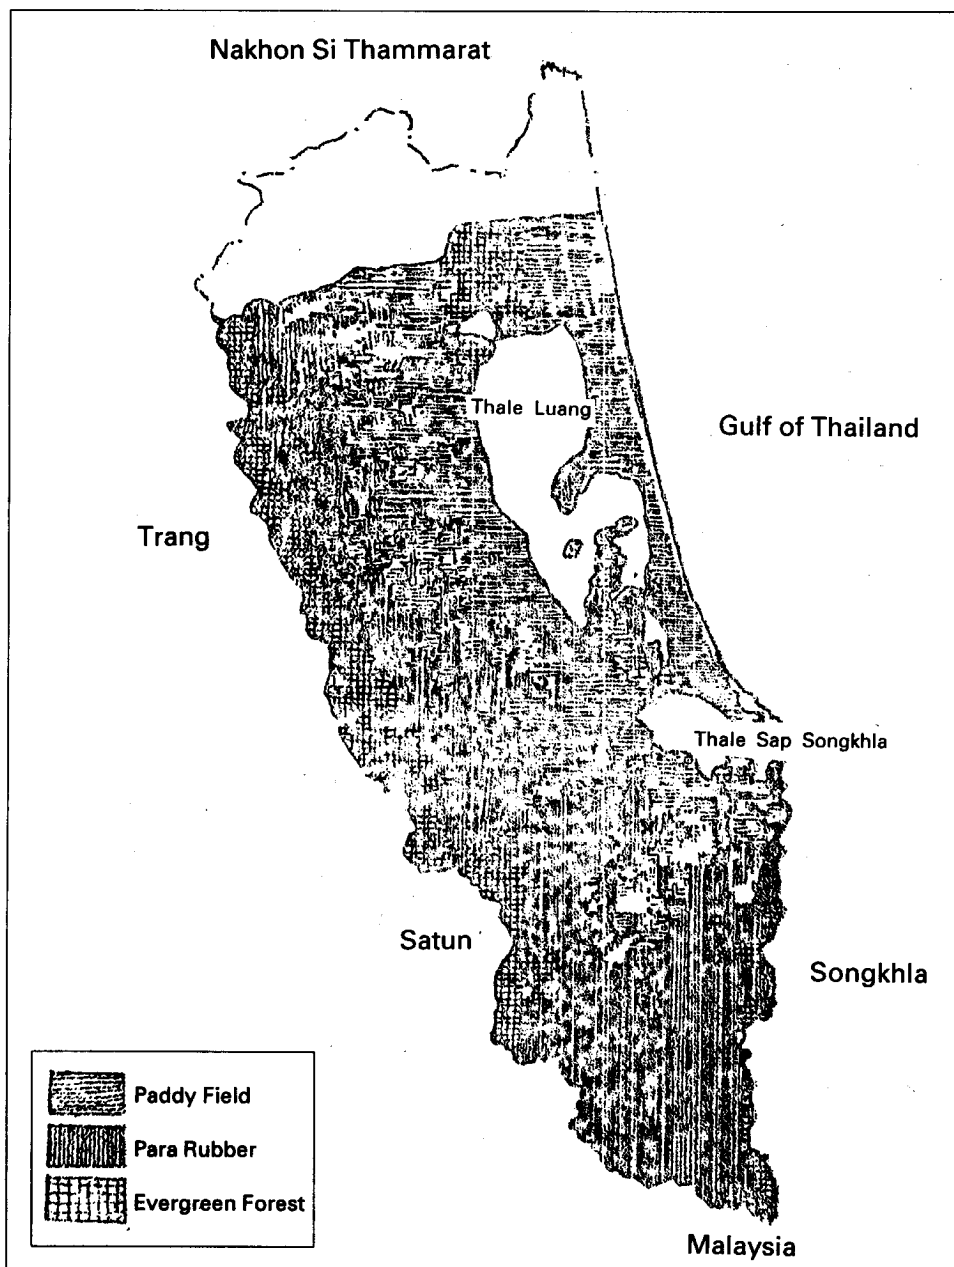 Nakhon Si Thammarat
Thale Luang
Gulf of Thailand
Trang
Thale Sap Songkhla
Satun
Songkhla
Paddy Field
Para Rubber
Evergreen Forest
Malaysia